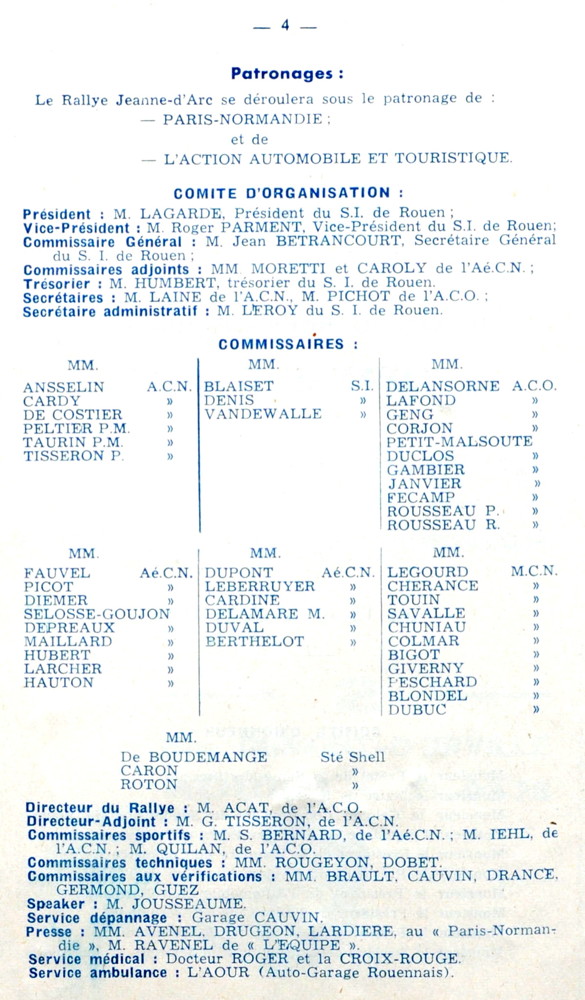 — 4 —
Patronages :
Le Rallye Jeanne-d'Arc se déroulera sous le patronage de :
— PARIS-NORMANDIE ;
et de
— L'ACTION AUTOMOBILE ET TOURISTIQUE.
COMITE D'ORGANISATION :
Président : M. LAGARDE, Président du S.I. de Rouen ;
Vice-Président : M. Roger PARMENT, Vice-Président du S.I. de Rouen;
Commissaire Général : M. Jean BETRANCOURT, Secrétaire Général
du S. I. de Rouen ;
Commissaires adjoints : MM. MORETTI et CAROLY de l'Aé.C.N. ;
Trésorier : M. HUMBERT, trésorier du S. I. de Rouen.
Secrétaires : M. LAINE de l'A.C.N., M. PICHOT de l'A.C.O. ;
Secrétaire administratif : M. LEROY du S. I. de Rouen.
COMMISSAIRES :
MM.
ANSSELIN A.C.N.
CARDY »
DE COSTIER »
PELTIER P.M. »
TAURIN P.M. »
TISSERON P. »
MM.
BLAISET S.I.
DENIS »
VANDEWALLE »
MM.
DELANSORNE A.C.O.
LAFOND »
GENG »
CORJON »
PETIT-MALSOUTE
DUCLOS »
GAMBIER »
JANVIER »
FECAMP »
ROUSSEAU P. »
ROUSSEAU R. »
MM.
FAUVEL Aé.C.N.
PICOT »
DIEMER »
SELOSSE-GOUJON
DEPREAUX »
MAILLARD »
HUBERT »
LARCHER »
HAUTON »
MM.
DUPONT Aé.C.N.
LEBERRUYER »
CARDINE »
DELAMARE M. »
DUVAL »
BERTHELOT »
MM.
LEGOURD M.C.N.
CHERANCE »
TOUIN »
SAVALLE »
CHUNIAU »
COLMAR »
BIGOT »
GIVERNY »
PESCHARD »
BLONDEL »
DUBUC »
MM.
De BOUDEMANGE Sté Shell
CARON »
ROTON »
Directeur du Rallye : M. ACAT, de l'A.C.O.
Directeur-Adjoint : M. G. TISSERON, de l'A.C.N.
Commissaires sportifs : M. S. BERNARD, de l'Aé.C.N. ; M. IEHL, de
l'A.C.N. ; M. QUILAN, de l'A.C.O.
Commissaires techniques : MM. ROUGEYON, DOBET.
Commissaires aux vérifications : MM. BRAULT, CAUVIN, DRANCE,
GERMOND, GUEZ
Speaker : M. JOUSSEAUME.
Service dépannage : Garage CAUVIN.
Presse : MM. AVENEL, DRUGEON, LARDIERE, au « Paris-Norman-
die », M. RAVENEL de « L'EQUIPE ».
Service médical : Docteur ROGER et la CROIX-ROUGE.
Service ambulance : L'AOUR (Auto-Garage Rouennais).